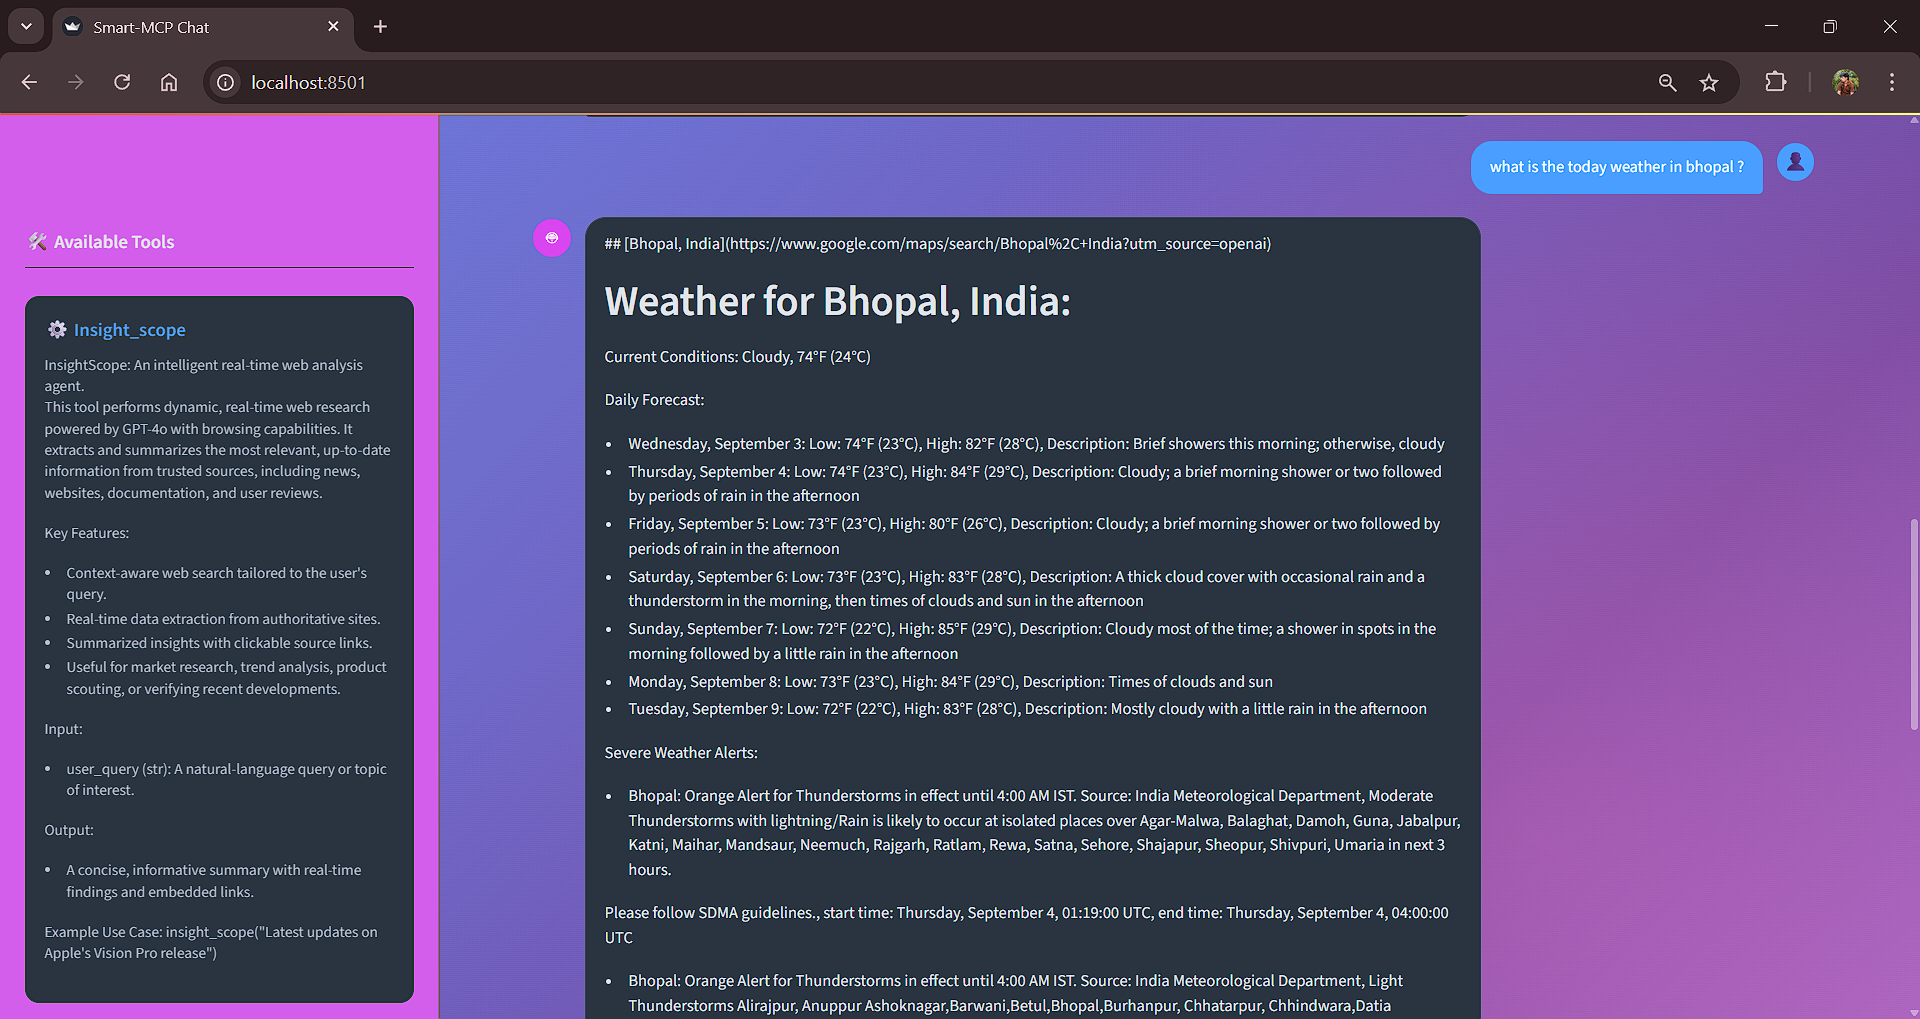 Smart-MCP Chat
localhost:8501
🛠️ Available Tools
⚙️ Insight_scope
InsightScope: An intelligent real-time web analysis
agent.
This tool performs dynamic, real-time web research
powered by GPT-4o with browsing capabilities. It
extracts and summarizes the most relevant, up-to-date
information from trusted sources, including news,
websites, documentation, and user reviews.
Key Features:
• Context-aware web search tailored to the user's
query.
• Real-time data extraction from authoritative sites.
• Summarized insights with clickable source links.
• Useful for market research, trend analysis, product
scouting, or verifying recent developments.
Input:
• user_query (str): A natural-language query or topic
of interest.
Output:
• A concise, informative summary with real-time
findings and embedded links.
Example Use Case: insight_scope("Latest updates on
Apple's Vision Pro release")
what is the today weather in bhopal ?
## [Bhopal, India](https://www.google.com/maps/search/Bhopal%2C+India?utm_source=openai)
Weather for Bhopal, India:
Current Conditions: Cloudy, 74°F (24°C)
Daily Forecast:
• Wednesday, September 3: Low: 74°F (23°C), High: 82°F (28°C), Description: Brief showers this morning; otherwise, cloudy
• Thursday, September 4: Low: 74°F (23°C), High: 84°F (29°C), Description: Cloudy; a brief morning shower or two followed
by periods of rain in the afternoon
• Friday, September 5: Low: 73°F (23°C), High: 80°F (26°C), Description: Cloudy; a brief morning shower or two followed by
periods of rain in the afternoon
• Saturday, September 6: Low: 73°F (23°C), High: 83°F (28°C), Description: A thick cloud cover with occasional rain and a
thunderstorm in the morning, then times of clouds and sun in the afternoon
• Sunday, September 7: Low: 72°F (22°C), High: 85°F (29°C), Description: Cloudy most of the time; a shower in spots in the
morning followed by a little rain in the afternoon
• Monday, September 8: Low: 73°F (23°C), High: 84°F (29°C), Description: Times of clouds and sun
• Tuesday, September 9: Low: 72°F (22°C), High: 83°F (28°C), Description: Mostly cloudy with a little rain in the afternoon
Severe Weather Alerts:
• Bhopal: Orange Alert for Thunderstorms in effect until 4:00 AM IST. Source: India Meteorological Department, Moderate
Thunderstorms with lightning/Rain is likely to occur at isolated places over Agar-Malwa, Balaghat, Damoh, Guna, Jabalpur,
Katni, Maihar, Mandsaur, Neemuch, Rajgarh, Ratlam, Rewa, Satna, Sehore, Shajapur, Sheopur, Shivpuri, Umaria in next 3
hours.
Please follow SDMA guidelines., start time: Thursday, September 4, 01:19:00 UTC, end time: Thursday, September 4, 04:00:00
UTC
• Bhopal: Orange Alert for Thunderstorms in effect until 4:00 AM IST. Source: India Meteorological Department, Light
Thunderstorms Alirajpur, Anuppur Ashoknagar,Barwani,Betul,Bhopal,Burhanpur, Chhatarpur, Chhindwara,Datia